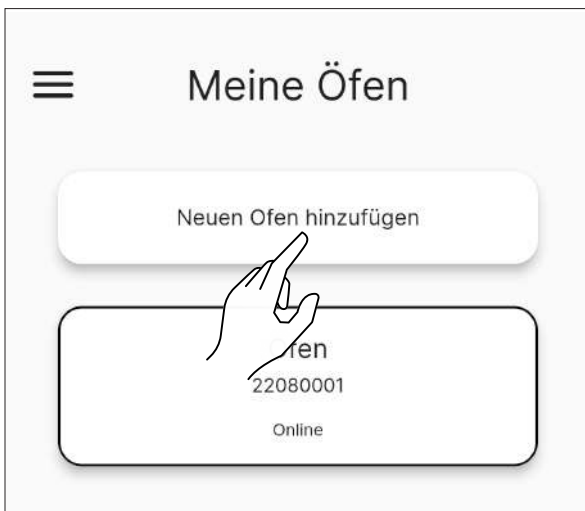 Meine Öfen
Neuen Ofen hinzufügen
Ofen
22080001
Online